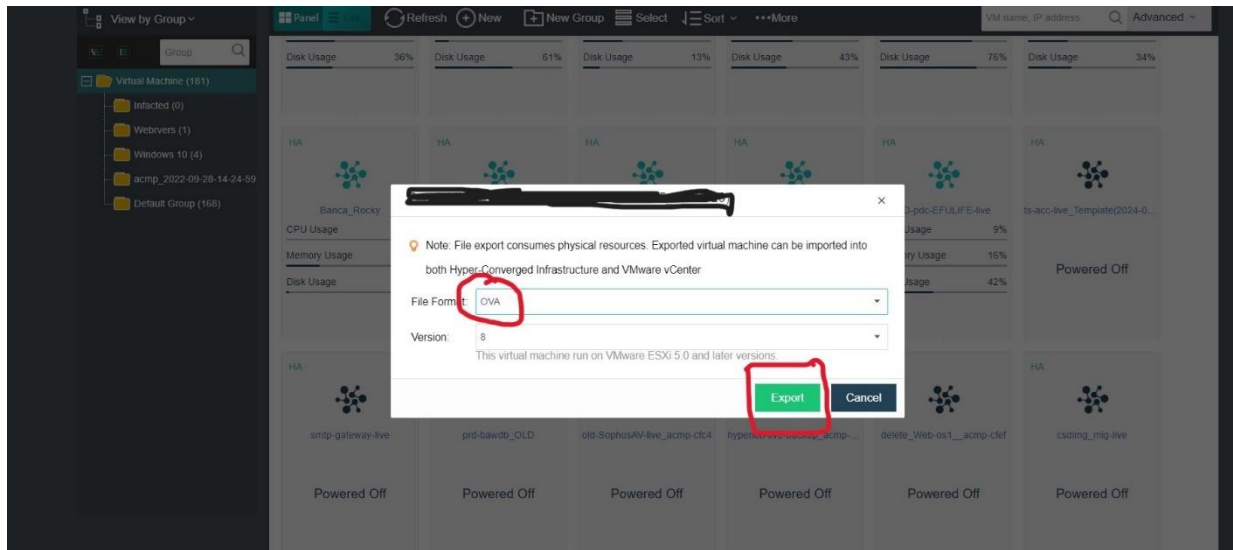 View by Group
Panel
Refresh New New Group Select Sort More
VM name, IP address Advanced
Group
Disk Usage 36% Disk Usage 61% Disk Usage 13% Disk Usage 43% Disk Usage 76% Disk Usage 34%
Virtual Machine (181)
Infacted (0)
Webrvers (1)
Windows 10 (4)
acmp_2022-09-28-14-24-59
Default Group (168)
HA HA HA HA HA HA
Banca_Rocky
-pdc-EFULIFE-live
ts-acc-live_Template(2024-0...
CPU Usage
Usage 9%
Memory Usage
Usage 16%
Powered Off
Disk Usage
Usage 42%
Note: File export consumes physical resources. Exported virtual machine can be imported into
both Hyper-Converged Infrastructure and VMware vCenter
File Format: OVA
Version: 8
This virtual machine run on VMware ESXi 5.0 and later versions.
Export Cancel
HA HA
smtp-gateway-live prd-bawdb_OLD old-SophosAV-live_acmp-cfc4 hyperion-live-backup_acmp-... delete_Web-os1__acmp-cfef csdimg_mig-live
Powered Off Powered Off Powered Off Powered Off Powered Off Powered Off